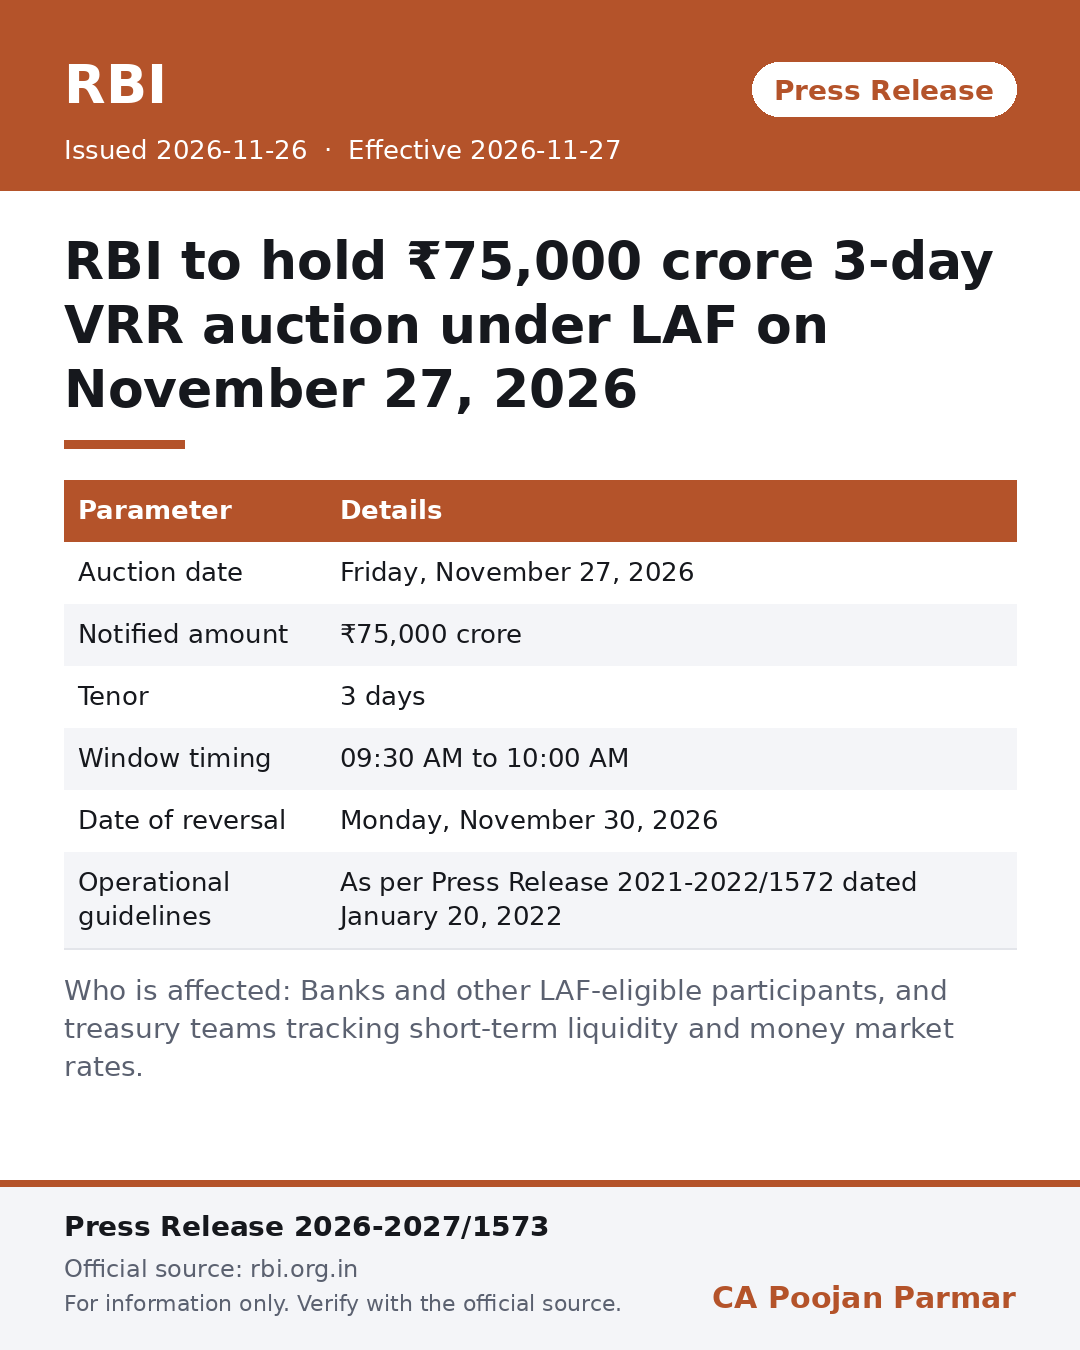 RBI
Press Release
Issued 2026-11-26 · Effective 2026-11-27
RBI to hold ₹75,000 crore 3-day
VRR auction under LAF on
November 27, 2026
Parameter Details
Auction date Friday, November 27, 2026
Notified amount ₹75,000 crore
Tenor 3 days
Window timing 09:30 AM to 10:00 AM
Date of reversal Monday, November 30, 2026
Operational As per Press Release 2021-2022/1572 dated
guidelines January 20, 2022
Who is affected: Banks and other LAF-eligible participants, and
treasury teams tracking short-term liquidity and money market
rates.
Press Release 2026-2027/1573
Official source: rbi.org.in
For information only. Verify with the official source.
CA Poojan Parmar